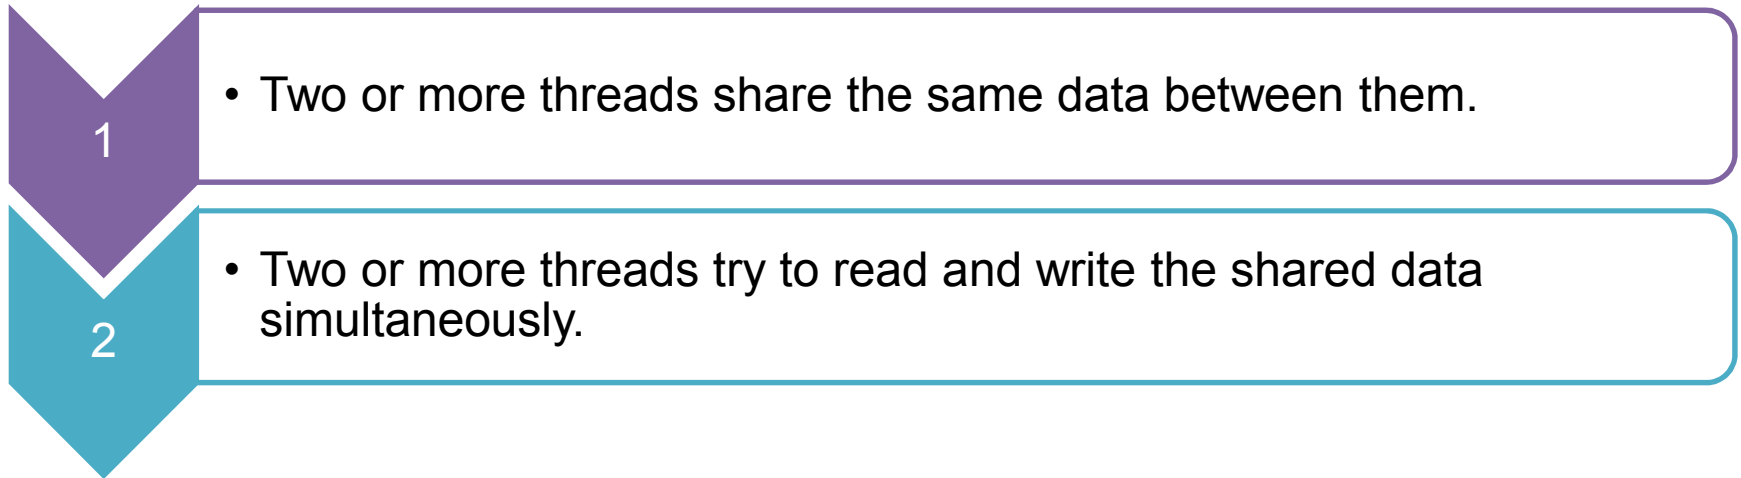 1
• Two or more threads share the same data between them.
2
• Two or more threads try to read and write the shared data
simultaneously.